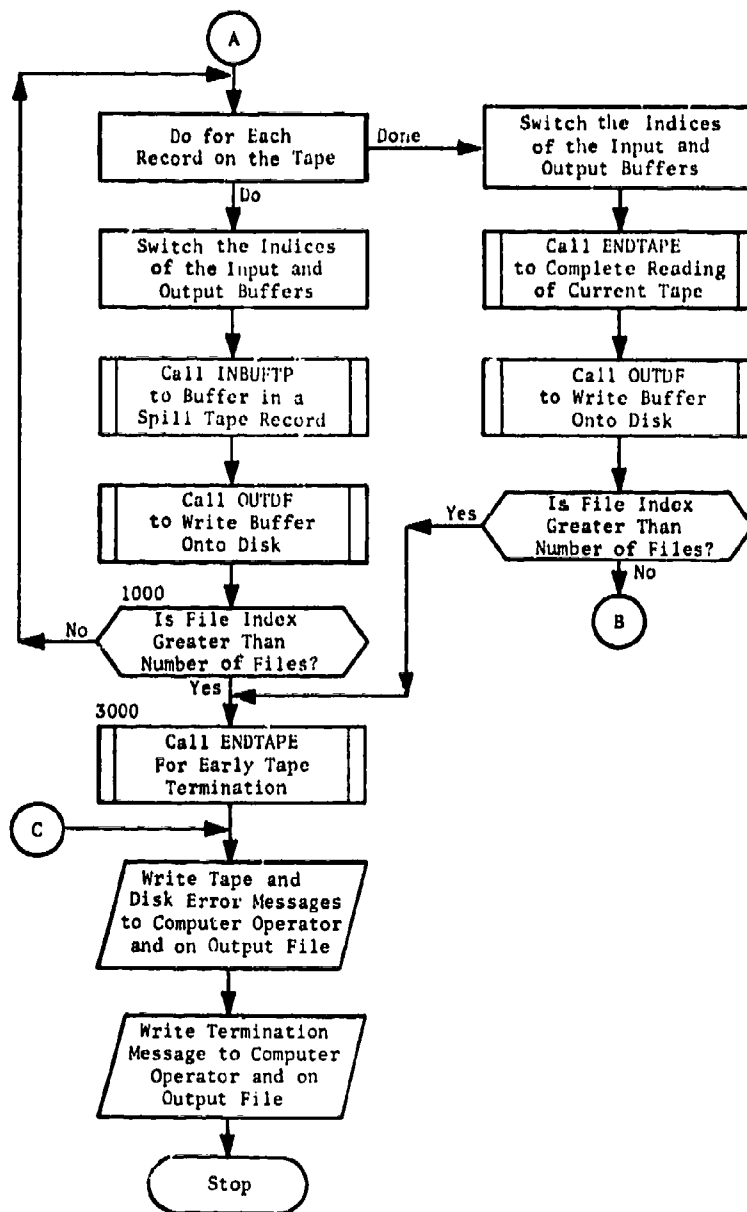 A
Do for Each
Record on the Tape
Done
Do
Switch the Indices
of the Input and
Output Buffers
Call INBUFTP
to Buffer in a
Spill Tape Record
Call OUTDF
to Write Buffer
Onto Disk
1000
Is File Index
Greater Than
Number of Files?
No
Yes
Switch the Indices
of the Input and
Output Buffers
Call ENDTAPE
to Complete Reading
of Current Tape
Call OUTDF
to Write Buffer
Onto Disk
Is File Index
Greater Than
Number of Files?
Yes
No
B
3000
Call ENDTAPE
For Early Tape
Termination
C
Write Tape and
Disk Error Messages
to Computer Operator
and on Output File
Write Termination
Message to Computer
Operator and on
Output File
Stop